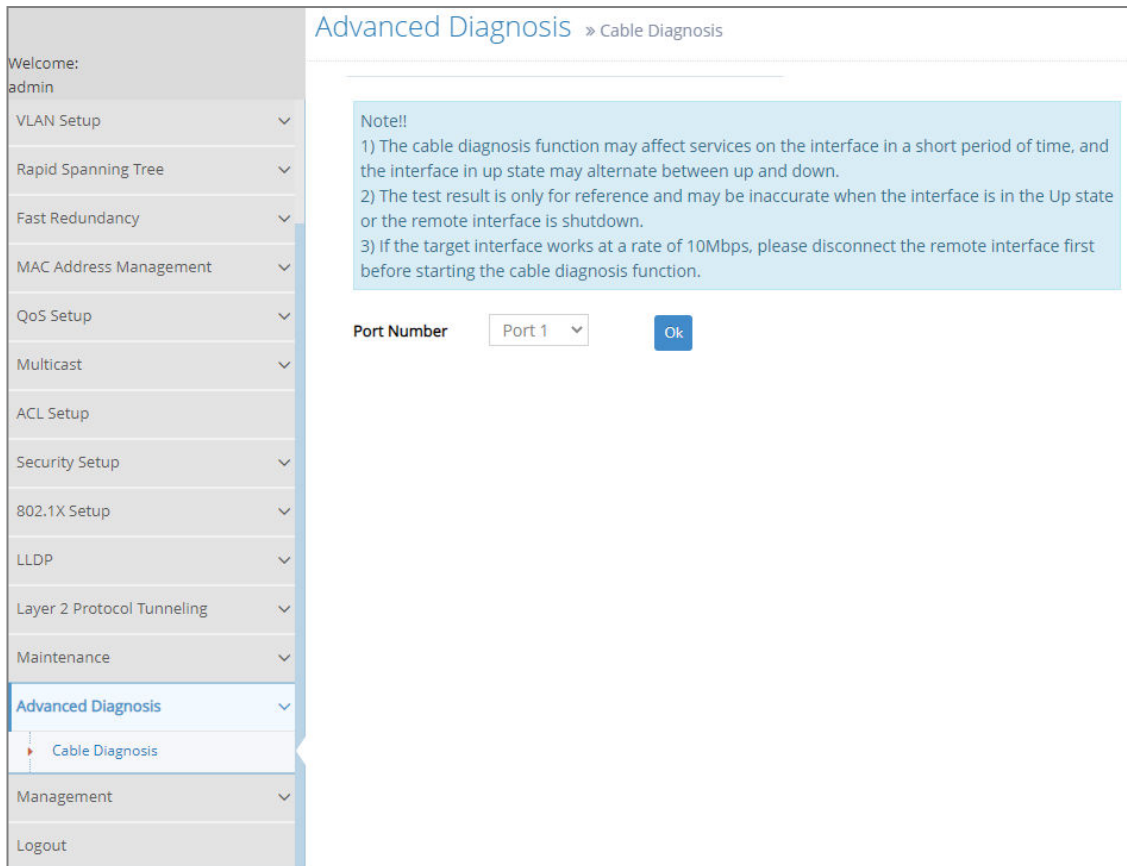 Advanced Diagnosis » Cable Diagnosis
Welcome:
admin
VLAN Setup
Rapid Spanning Tree
Fast Redundancy
MAC Address Management
QoS Setup
Multicast
ACL Setup
Security Setup
802.1X Setup
LLDP
Layer 2 Protocol Tunneling
Maintenance
Advanced Diagnosis
Cable Diagnosis
Management
Logout
Note!!
1) The cable diagnosis function may affect services on the interface in a short period of time, and
the interface in up state may alternate between up and down.
2) The test result is only for reference and may be inaccurate when the interface is in the Up state
or the remote interface is shutdown.
3) If the target interface works at a rate of 10Mbps, please disconnect the remote interface first
before starting the cable diagnosis function.
Port Number Port 1 Ok